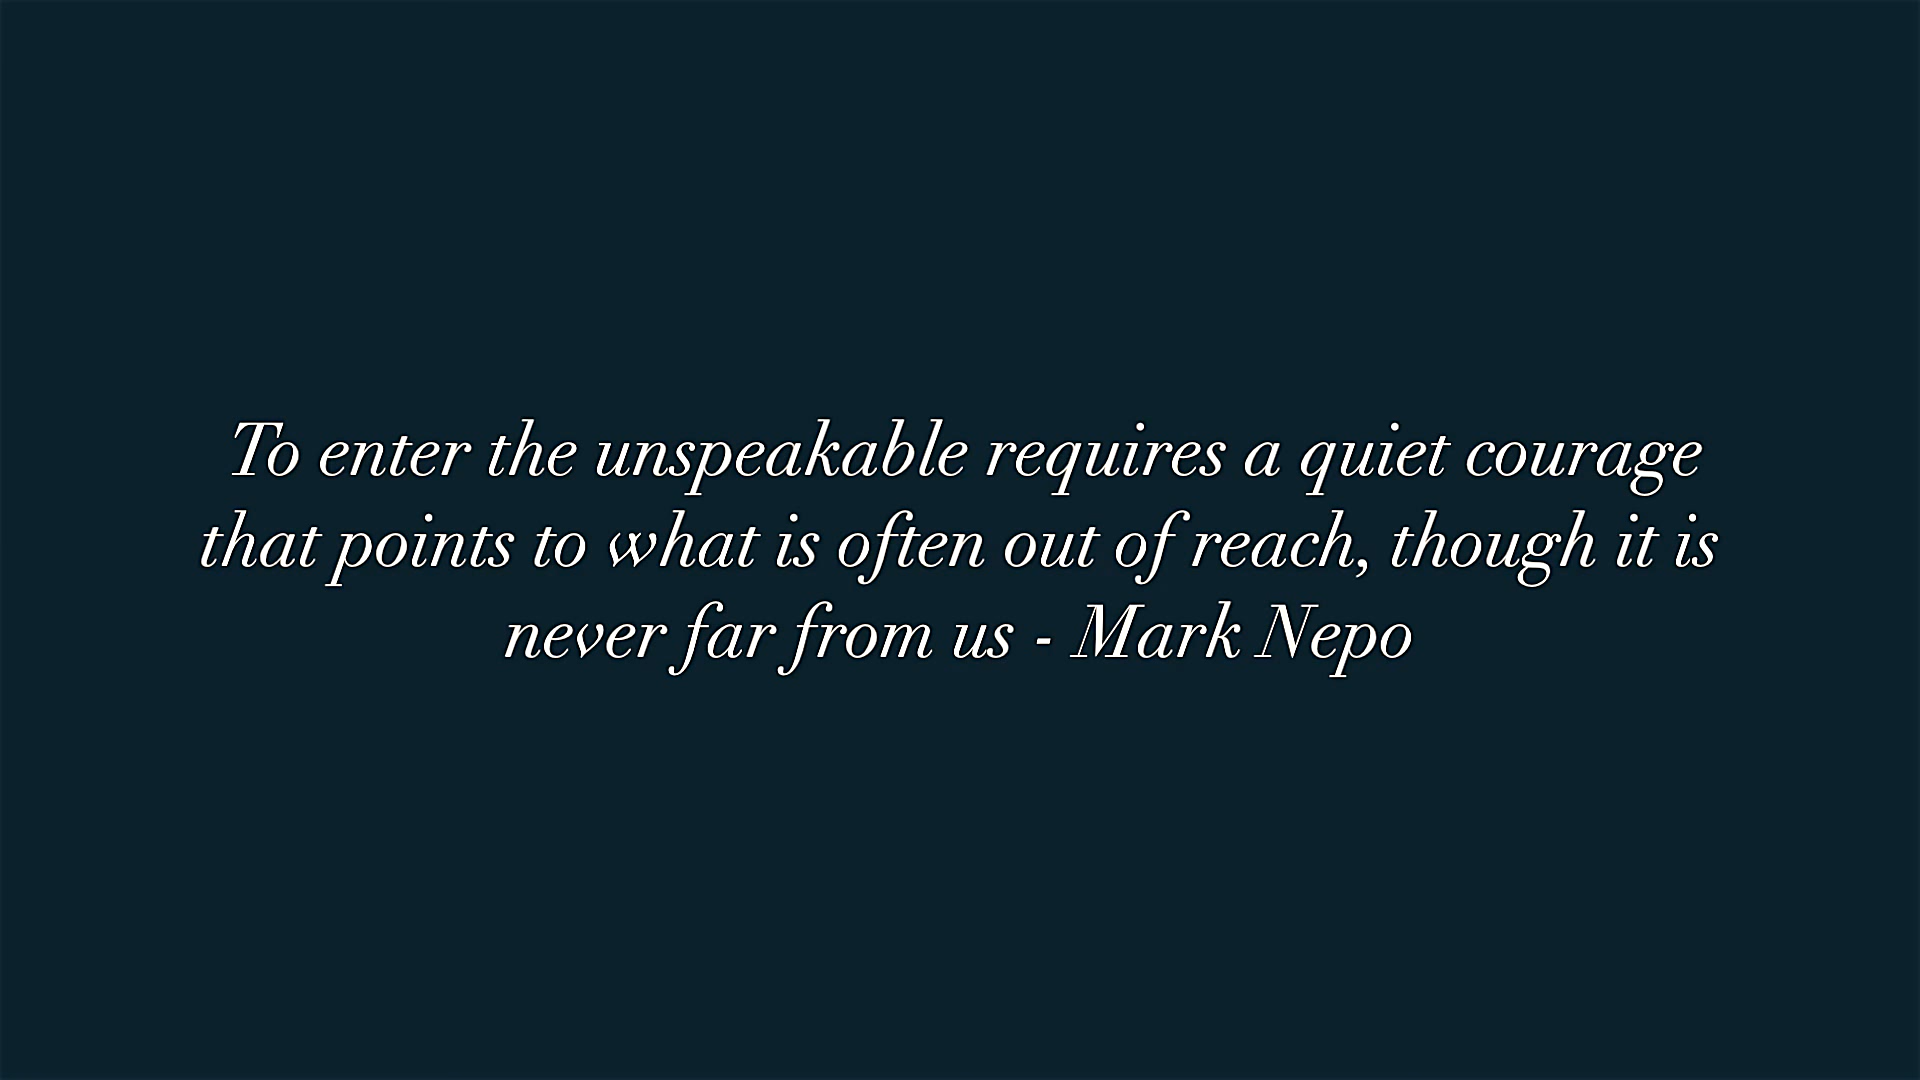 To enter the unspeakable requires a quiet courage
that points to what is often out of reach, though it is
never far from us - Mark Nepo